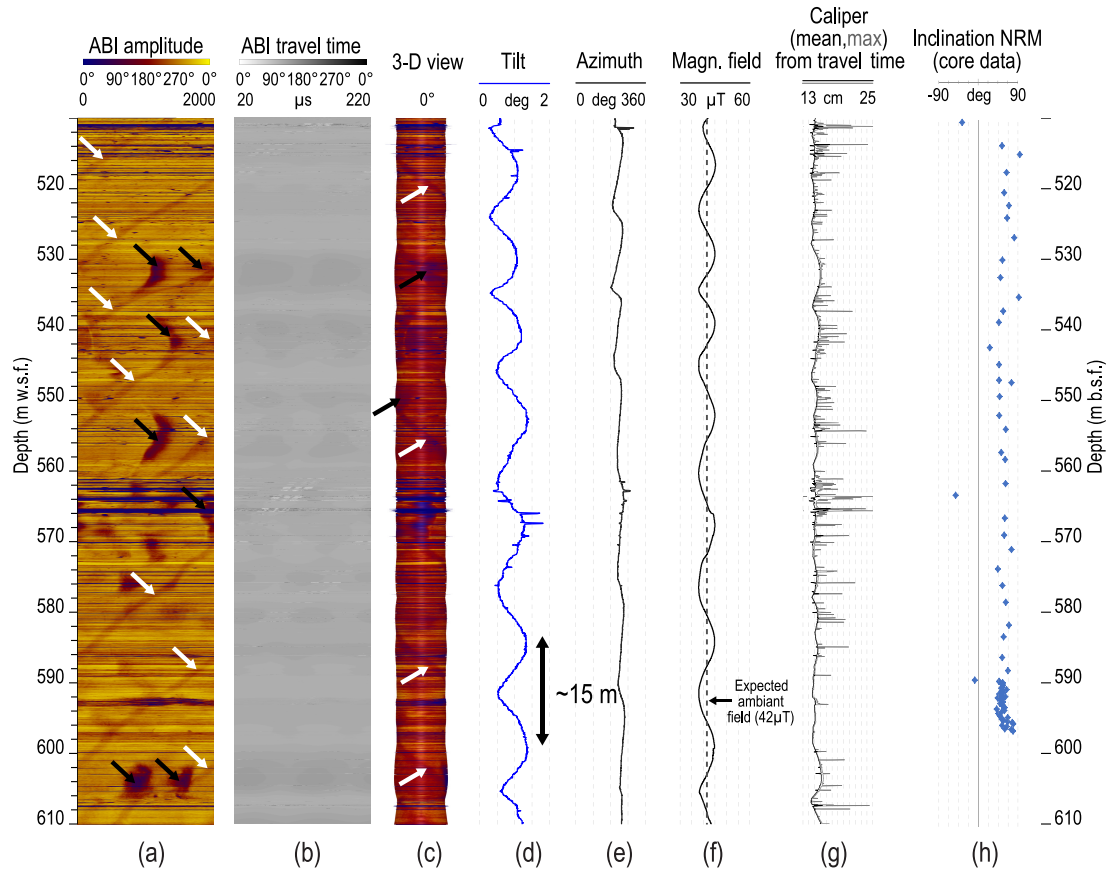 ABI amplitude
0° 90° 180° 270° 0°
0 2000
ABI travel time
0° 90° 180° 270° 0°
20 µs 220
3-D view
0°
Tilt
0 deg 2
Azimuth
0 deg 360
Magn. field
30 µT 60
Caliper
(mean,max)
from travel time
13 cm 25
Inclination NRM
(core data)
-90 deg 90
Depth (m w.s.f.)
520
530
540
550
560
570
580
590
600
610
~15 m
Expected
ambiant
field (42µT)
520
530
540
550
560
570
580
590
600
610
Depth (m b.s.f.)
(a) (b) (c) (d) (e) (f) (g) (h)